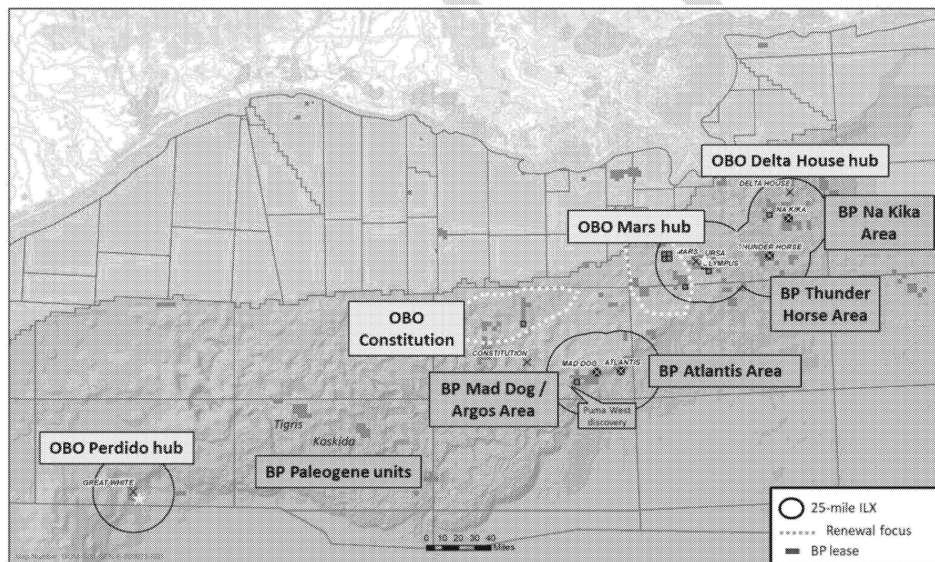 OBO Delta House hub
DELTA HOUSE
NA KIKA
BP Na Kika
Area
OBO Mars hub
MARS
URSA
LYMPUS
THUNDER HORSE
BP Thunder
Horse Area
OBO
Constitution
CONSTITUTION
MAD DOG
ATLANTIS
BP Atlantis Area
BP Mad Dog /
Argos Area
Puma West
discovery
Tigris
Kaskida
OBO Perdido hub
BP Paleogene units
GREAT WHITE
25-mile ILX
Renewal focus
BP lease
0 10 20 30 40
Miles
Map Number: